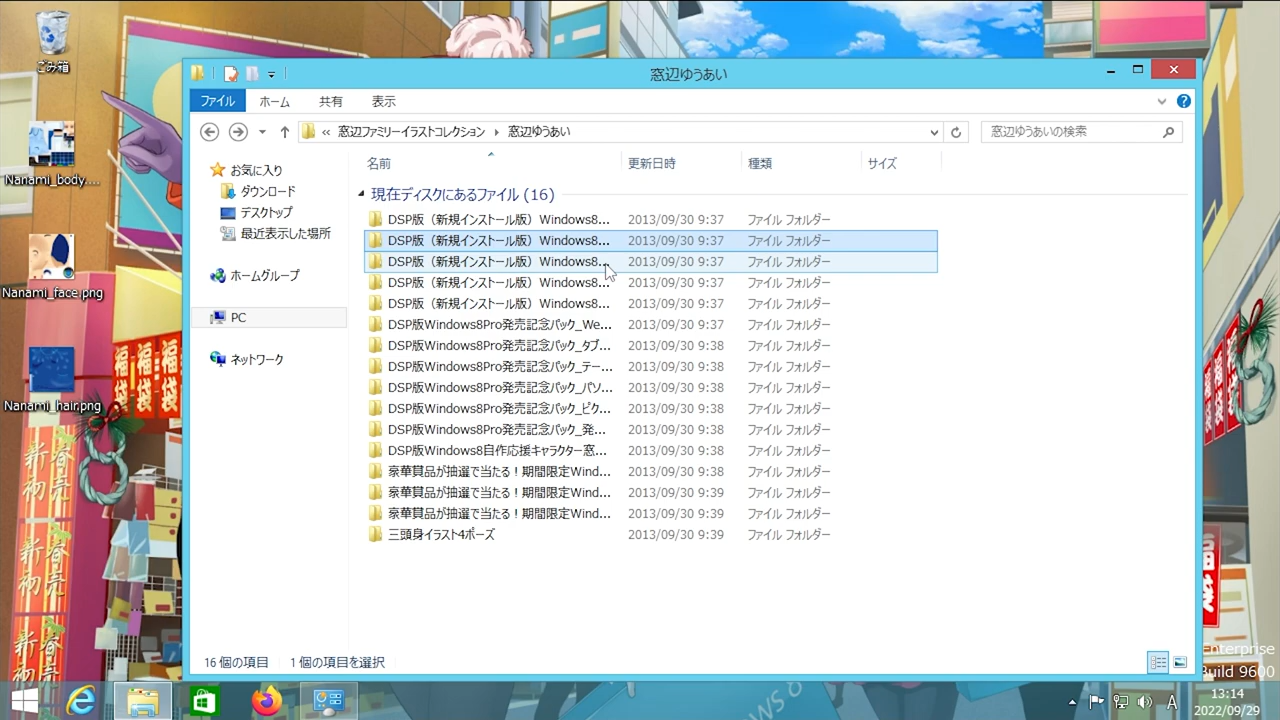 ごみ箱
Nanami_body....
Nanami_face.png
Nanami_hair.png
窓辺ゆうあい
ファイル
ホーム
共有
表示
«
窓辺ファミリーイラストコレクション
窓辺ゆうあい
窓辺ゆうあいの検索
お気に入り
ダウンロード
デスクトップ
最近表示した場所
ホームグループ
PC
ネットワーク
名前 更新日時 種類 サイズ
現在ディスクにあるファイル (16)
DSP版（新規インストール版）Windows8... 2013/09/30 9:37 ファイル フォルダー
DSP版（新規インストール版）Windows8... 2013/09/30 9:37 ファイル フォルダー
DSP版（新規インストール版）Windows8... 2013/09/30 9:37 ファイル フォルダー
DSP版（新規インストール版）Windows8... 2013/09/30 9:37 ファイル フォルダー
DSP版（新規インストール版）Windows8... 2013/09/30 9:37 ファイル フォルダー
DSP版Windows8Pro発売記念パック_We... 2013/09/30 9:37 ファイル フォルダー
DSP版Windows8Pro発売記念パック_タブ... 2013/09/30 9:38 ファイル フォルダー
DSP版Windows8Pro発売記念パック_テー... 2013/09/30 9:38 ファイル フォルダー
DSP版Windows8Pro発売記念パック_パソ... 2013/09/30 9:38 ファイル フォルダー
DSP版Windows8Pro発売記念パック_ピク... 2013/09/30 9:38 ファイル フォルダー
DSP版Windows8Pro発売記念パック_発... 2013/09/30 9:38 ファイル フォルダー
DSP版Windows8自作応援キャラクター窓... 2013/09/30 9:38 ファイル フォルダー
豪華賞品が抽選で当たる！期間限定Wind... 2013/09/30 9:38 ファイル フォルダー
豪華賞品が抽選で当たる！期間限定Wind... 2013/09/30 9:39 ファイル フォルダー
豪華賞品が抽選で当たる！期間限定Wind... 2013/09/30 9:39 ファイル フォルダー
三頭身イラスト4ポーズ 2013/09/30 9:39 ファイル フォルダー
16 個の項目 1 個の項目を選択
福袋
福袋
福袋
新春
初売
新春
初売
新春
初
Enterprise
Build 9600
WS 8
A
13:14
2022/09/29